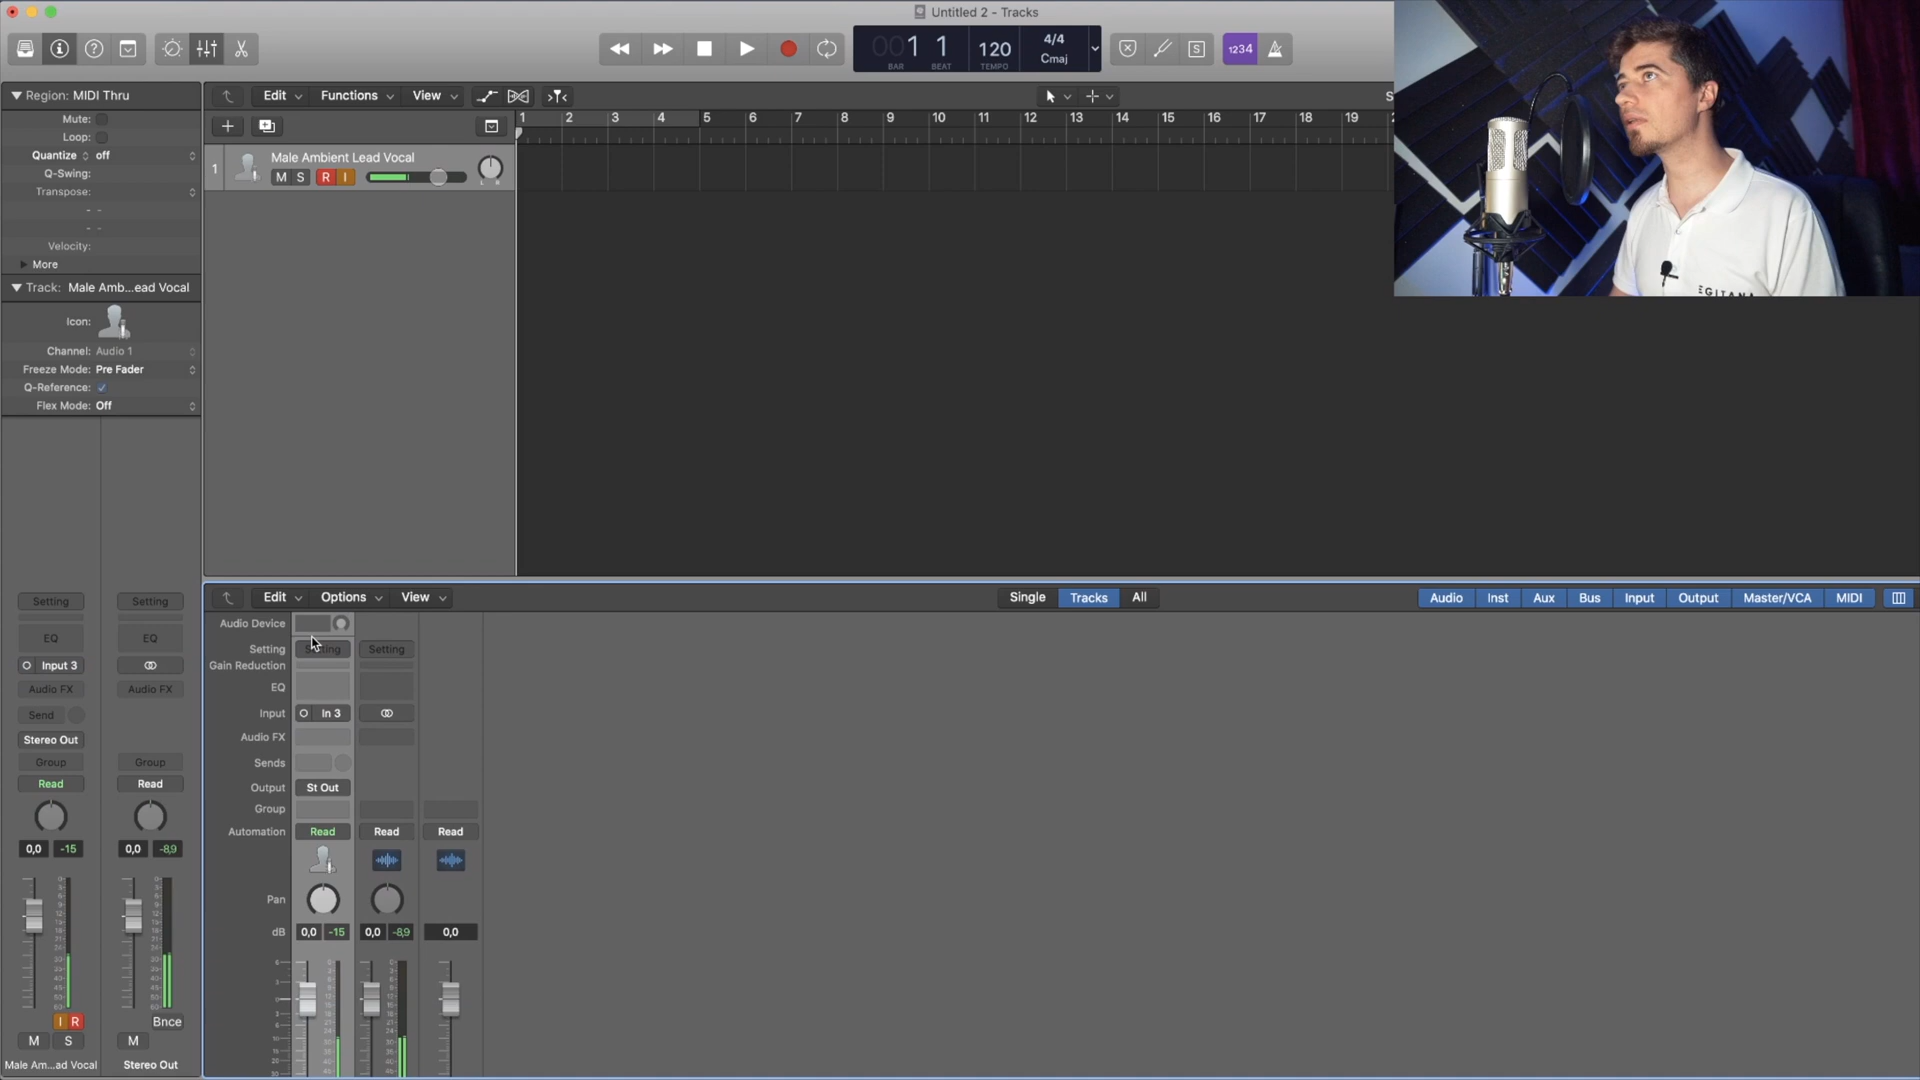 Untitled 2 - Tracks
001 1
BAR BEAT
120
TEMPO
4/4
Cmaj
S
1234
Region: MIDI Thru
Mute:
Loop:
Quantize off
Q-Swing:
Transpose:
- -
- -
Velocity:
More
Track: Male Amb...ead Vocal
Icon:
Channel: Audio 1
Freeze Mode: Pre Fader
Q-Reference:
Flex Mode: Off
Edit Functions View
S
1 2 3 4 5 6 7 8 9 10 11 12 13 14 15 16 17 18 19
1
Male Ambient Lead Vocal
M S R I
L R
EGITANA
Setting Setting
EQ EQ
Input 3
Audio FX Audio FX
Send
Stereo Out
Group Group
Read Read
0,0 -15 0,0 -8,9
I R Bnce
M S M
Male Am...ad Vocal Stereo Out
Edit Options View
Single Tracks All
Audio Inst Aux Bus Input Output Master/VCA MIDI
Audio Device
Setting Setting Setting
Gain Reduction
EQ
Input In 3
Audio FX
Sends
Output St Out
Group
Automation Read Read Read
Pan
dB 0,0 -15 0,0 -8,9 0,0